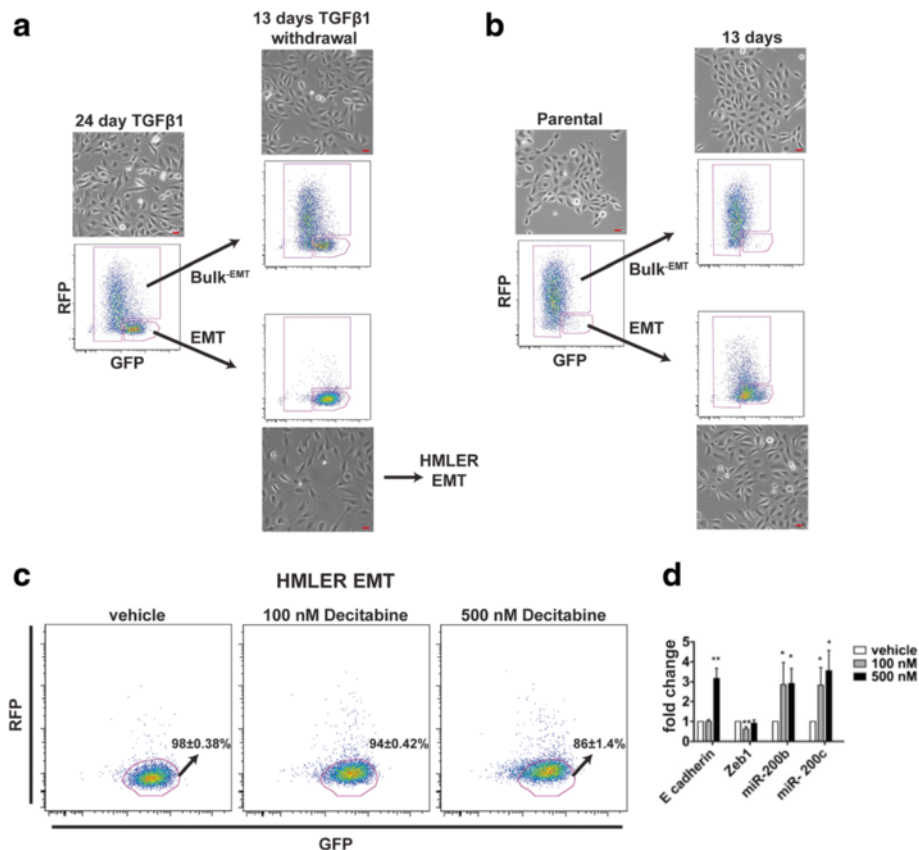 a
13 days TGFβ1
withdrawal
24 day TGFβ1
RFP
GFP
Bulk-EMT
EMT
HMLER
EMT
b
13 days
Parental
RFP
GFP
Bulk-EMT
EMT
c
HMLER EMT
vehicle
100 nM Decitabine
500 nM Decitabine
RFP
98±0.38%
94±0.42%
86±1.4%
GFP
d
fold change
5
4
3
2
1
0
**
**
*
*
*
*
*
E cadherin
Zeb1
miR-200b
miR- 200c
vehicle
100 nM
500 nM